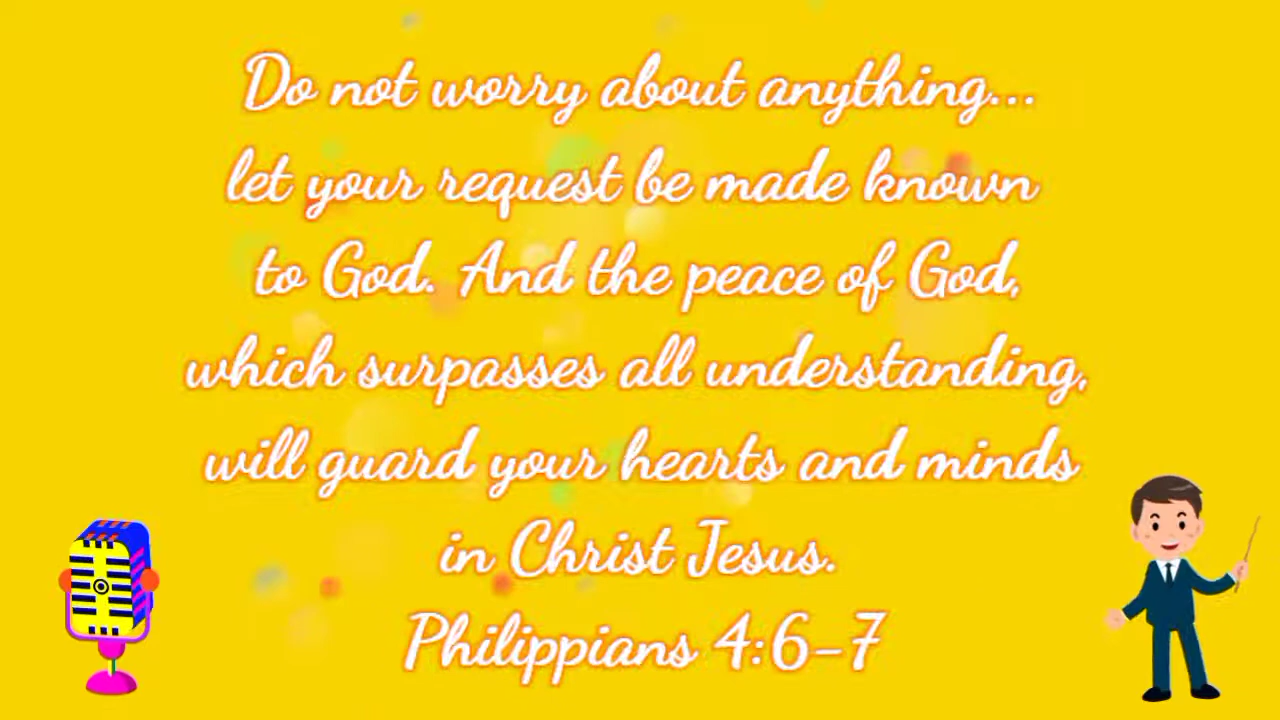 Do not worry about anything...
let your request be made known
to God. And the peace of God,
which surpasses all understanding,
will guard your hearts and minds
in Christ Jesus.
Philippians 4:6-7